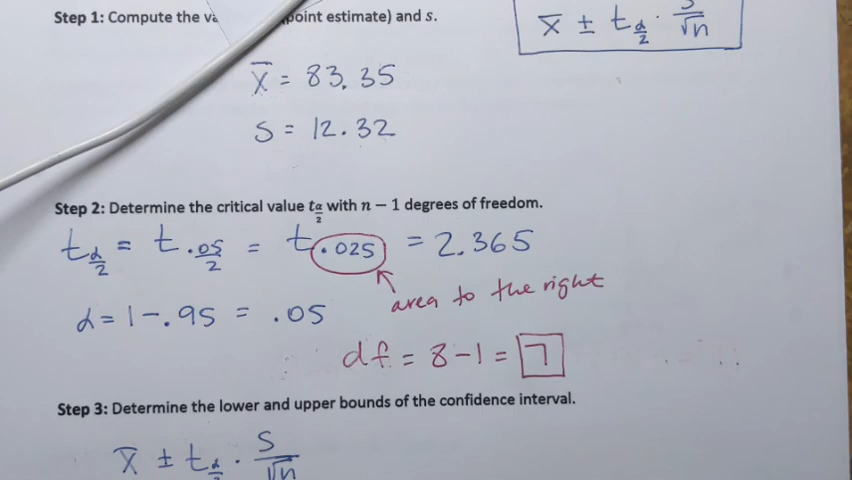 Step 1: Compute the (point estimate) and s.
x̄ ± t α/2 · s/√n
x̄ = 83.35
s = 12.32
Step 2: Determine the critical value t α/2 with n − 1 degrees of freedom.
t α/2 = t .05/2 = t .025 = 2.365
area to the right
α = 1 − .95 = .05
df = 8 − 1 = 7
Step 3: Determine the lower and upper bounds of the confidence interval.
x̄ ± t α/2 · s/√n